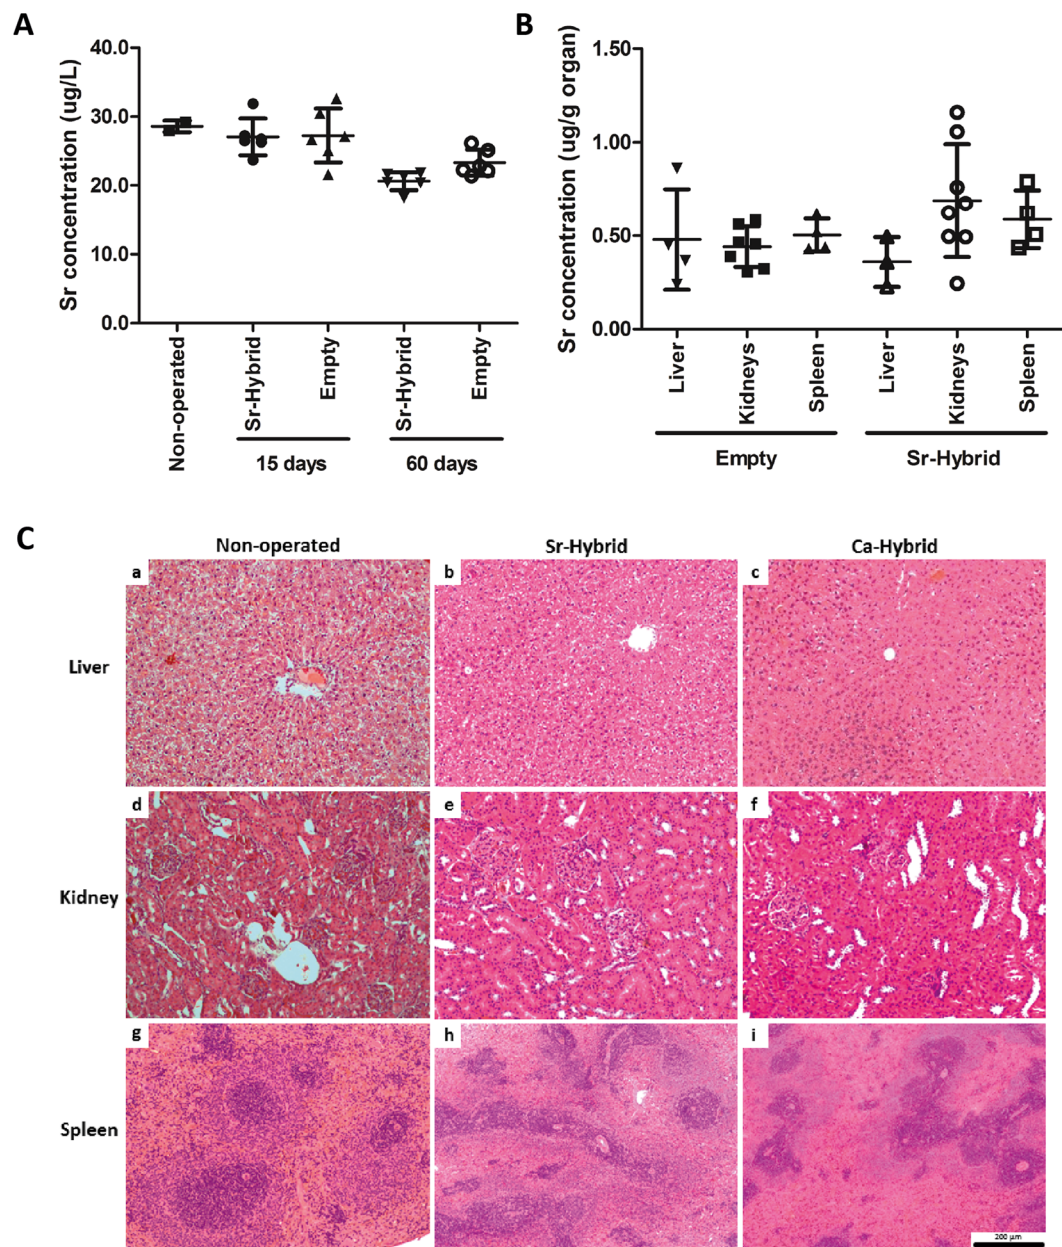 A
Sr concentration (ug/L)
40.0
30.0
20.0
10.0
0.0
Non-operated
Sr-Hybrid
Empty
Sr-Hybrid
Empty
15 days
60 days
B
Sr concentration (ug/g organ)
1.50
1.00
0.50
0.00
Liver
Kidneys
Spleen
Liver
Kidneys
Spleen
Empty
Sr-Hybrid
C
Non-operated
Sr-Hybrid
Ca-Hybrid
Liver
a
b
c
Kidney
d
e
f
Spleen
g
h
i
200 µm